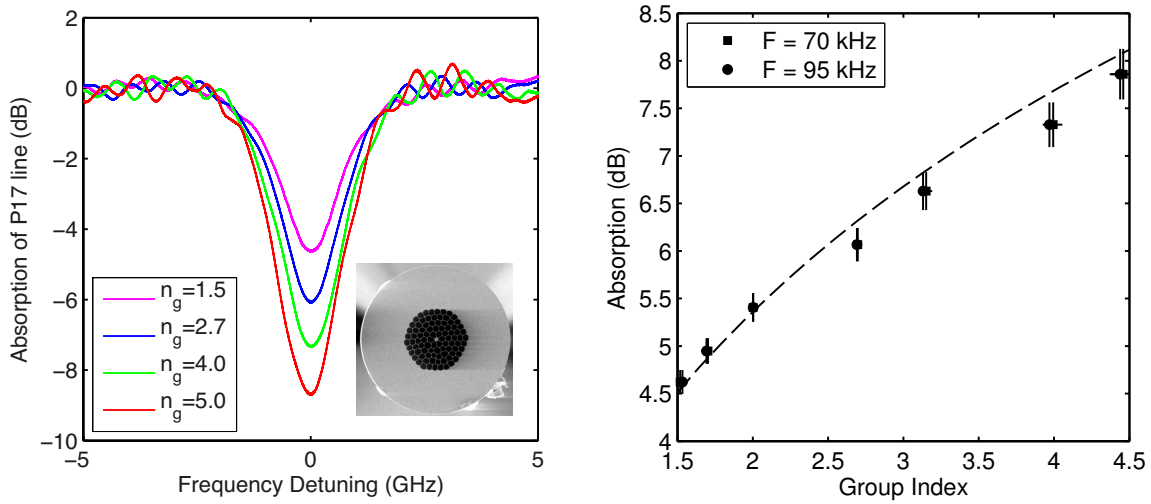 2
0
−2
−4
−6
−8
−10
−5
0
5
Absorption of P17 line (dB)
Frequency Detuning (GHz)
n_g=1.5
n_g=2.7
n_g=4.0
n_g=5.0
8.5
8
7.5
7
6.5
6
5.5
5
4.5
4
1.5
2
2.5
3
3.5
4
4.5
Absorption (dB)
Group Index
F = 70 kHz
F = 95 kHz